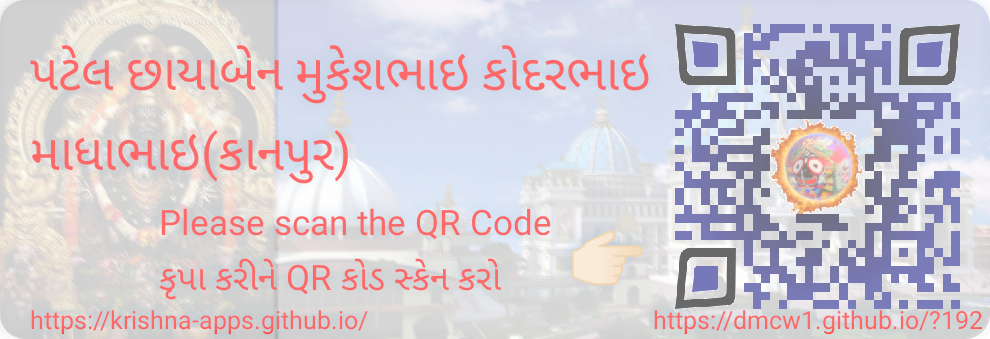 પટેલ છાયાબેન મુકેશભાઇ કોદરભાઇ
માધાભાઇ(કાનપુર)
Please scan the QR Code
કૃપા કરીને QR કોડ સ્કેન કરો
https://krishna-apps.github.io/
https://dmcw1.github.io/?192